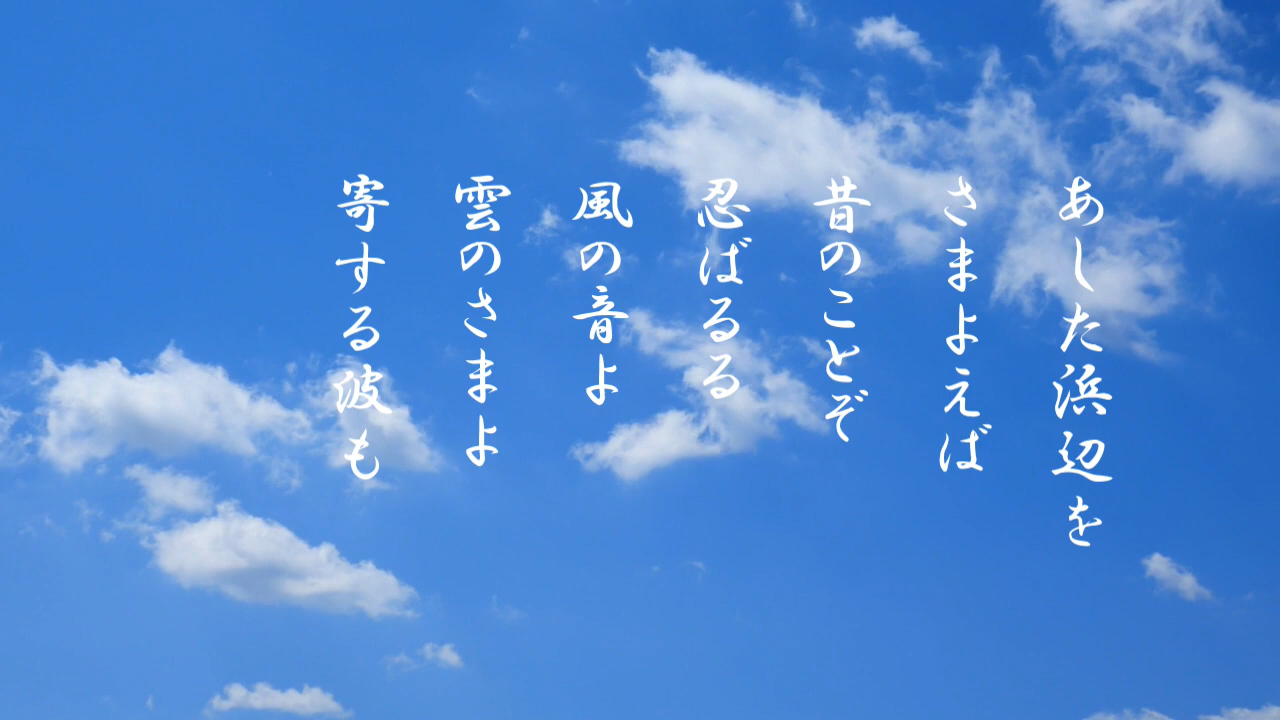 あした浜辺を
さまよえば
昔のことぞ
忍ばるる
風の音よ
雲のさまよ
寄する波も